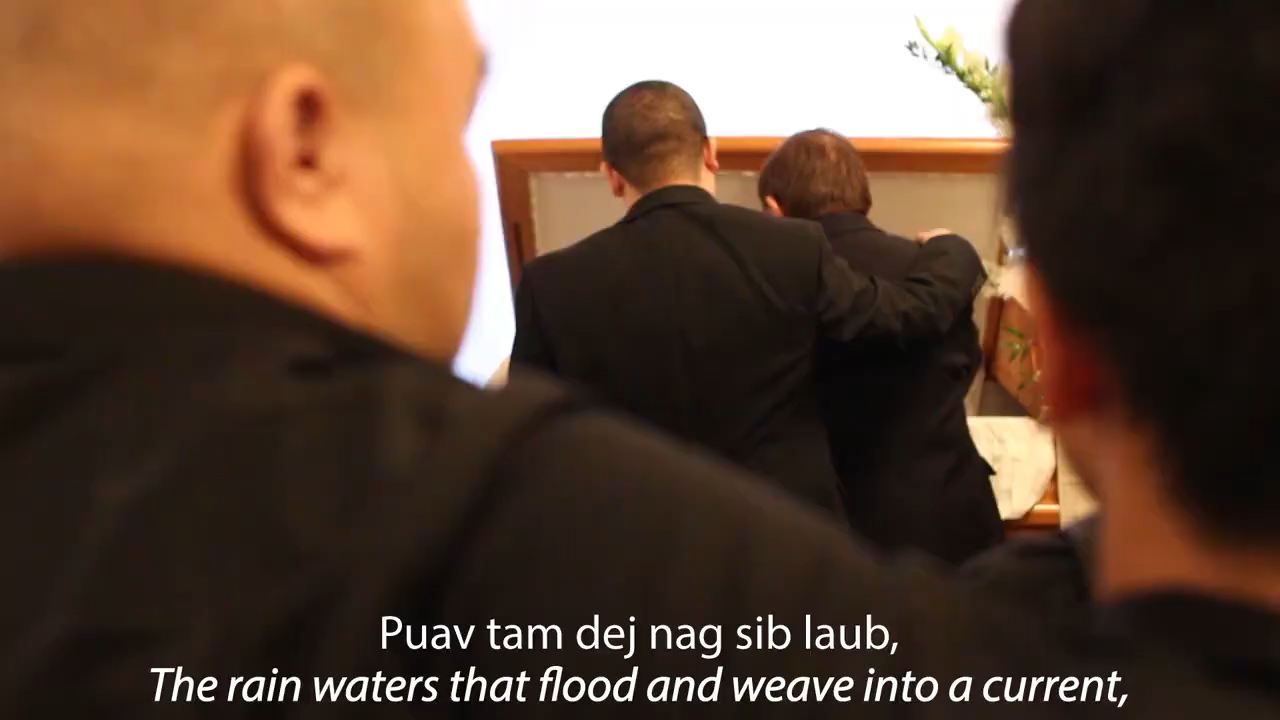 Puav tam dej nag sib laub,
The rain waters that flood and weave into a current,